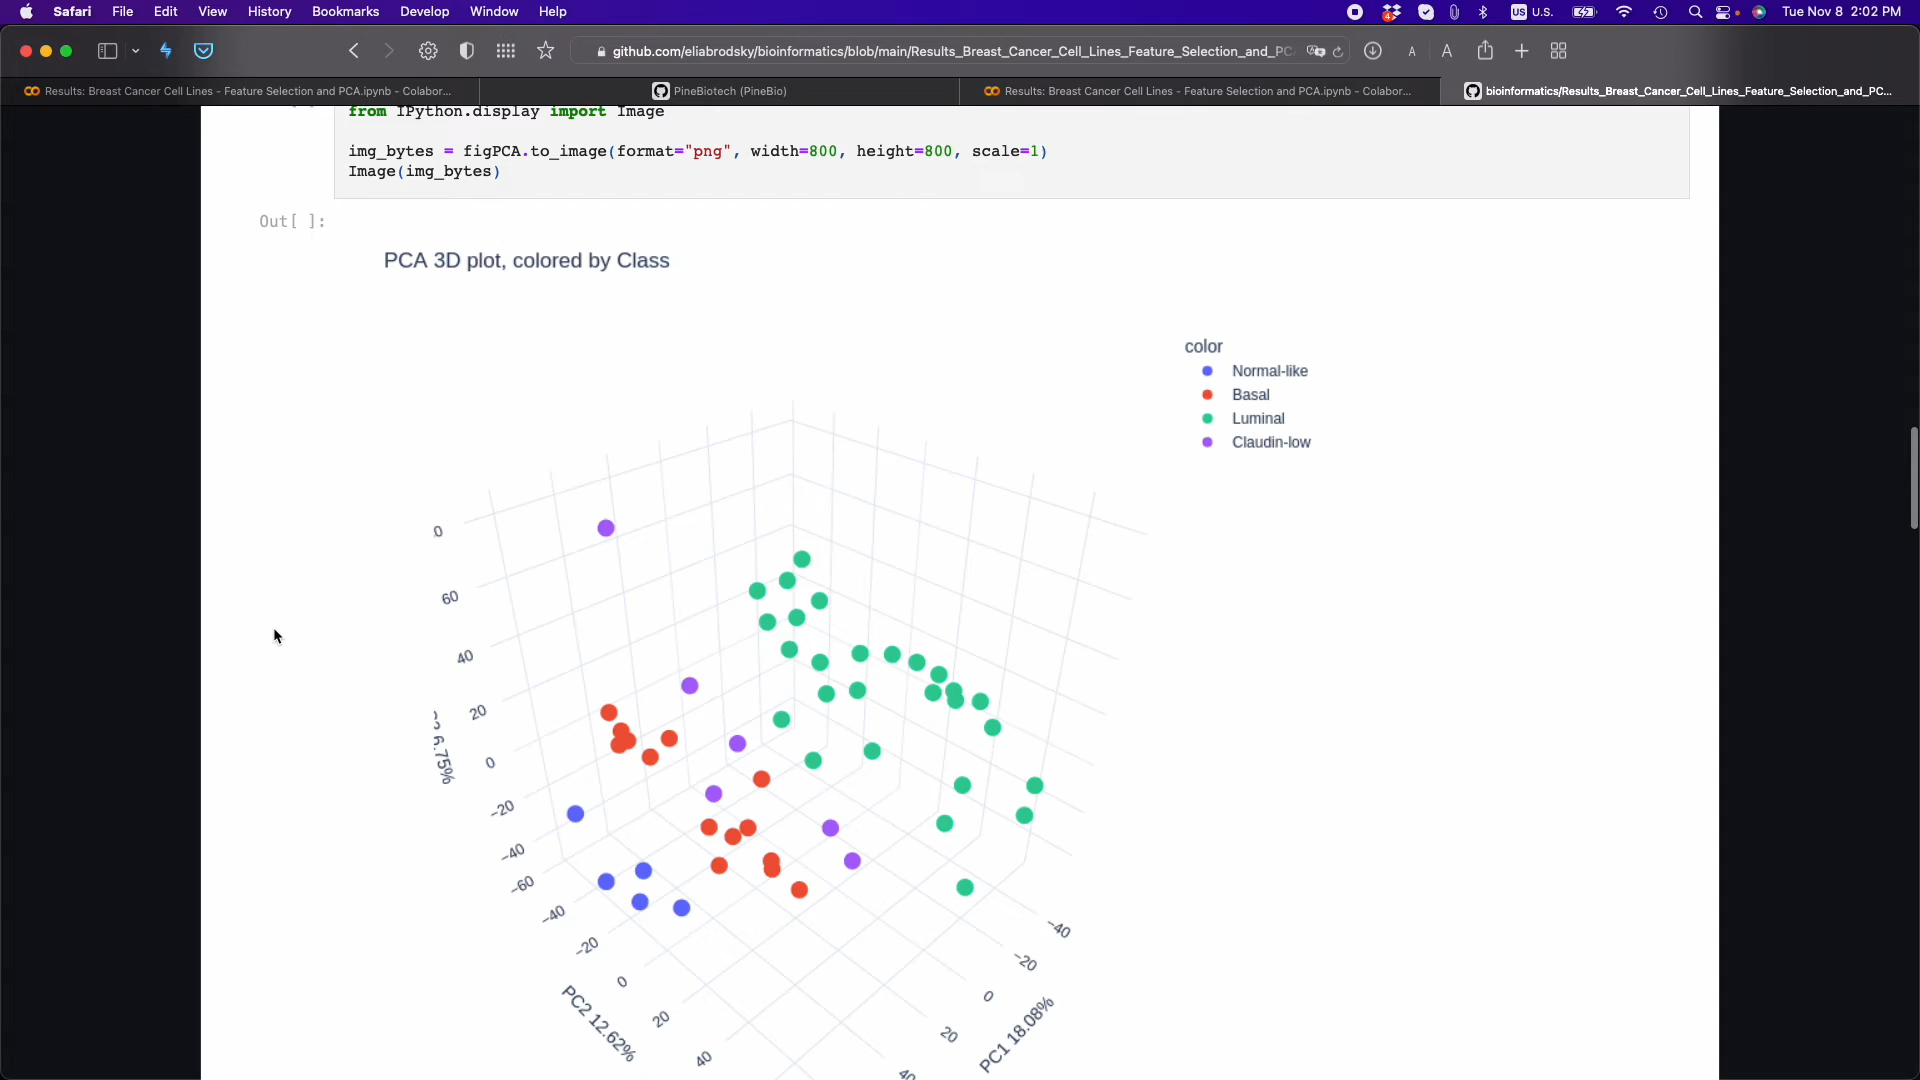 Safari File Edit View History Bookmarks Develop Window Help
US U.S. Tue Nov 8 2:02 PM
github.com/eliabrodsky/bioinformatics/blob/main/Results_Breast_Cancer_Cell_Lines_Feature_Selection_and_PC
A A
Results: Breast Cancer Cell Lines - Feature Selection and PCA.ipynb - Colabor...
PineBiotech (PineBio)
Results: Breast Cancer Cell Lines - Feature Selection and PCA.ipynb - Colabor...
bioinformatics/Results_Breast_Cancer_Cell_Lines_Feature_Selection_and_PC...
from IPython.display import Image
img_bytes = figPCA.to_image(format="png", width=800, height=800, scale=1)
Image(img_bytes)
Out[ ]:
PCA 3D plot, colored by Class
color
Normal-like
Basal
Luminal
Claudin-low
0
60
40
20
0
−20
−40
6.75%
−60
−40
−20
0
20
40
PC2 12.62%
−40
−20
0
20
40
PC1 18.08%